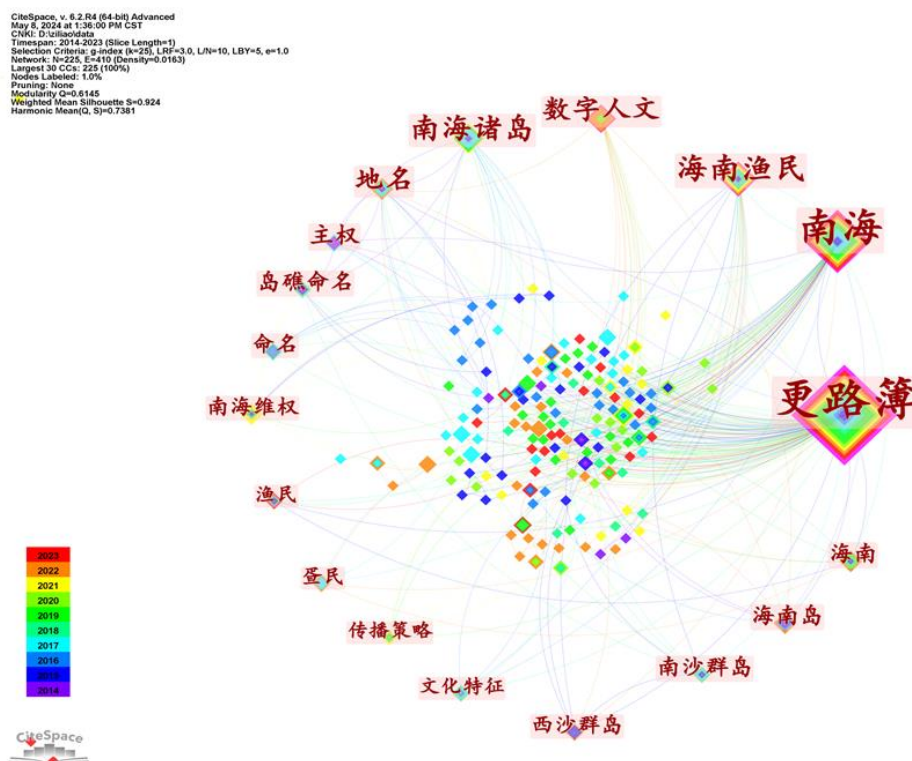 CiteSpace, v. 6.2.R4 (64-bit) Advanced
May 8, 2024 at 1:36:00 PM CST
CNKI: D:\ziliao\data
Timespan: 2014-2023 (Slice Length=1)
Selection Criteria: g-index (k=25), LRF=3.0, L/N=10, LBY=5, e=1.0
Network: N=225, E=410 (Density=0.0163)
Largest 30 CCs: 225 (100%)
Nodes Labeled: 1.0%
Pruning: None
Modularity Q=0.6145
Weighted Mean Silhouette S=0.924
Harmonic Mean(Q, S)=0.7381
数字人文
南海诸岛
海南渔民
地名
南海
主权
岛礁命名
命名
更路簿
南海维权
渔民
海南
疍民
海南岛
传播策略
南沙群岛
文化特征
西沙群岛
2023
2022
2021
2020
2019
2018
2017
2016
2015
2014
CiteSpace